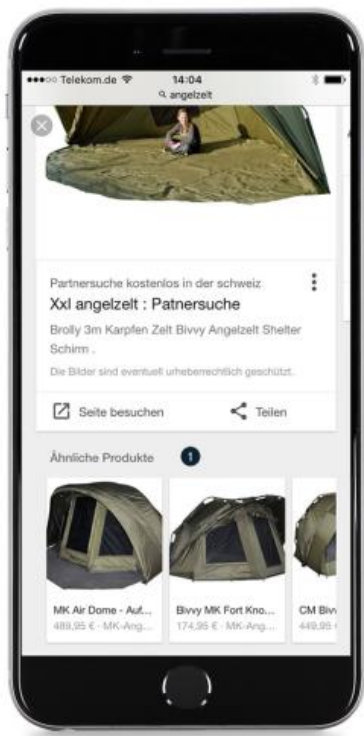 Telekom.de 14:04
angelzelt
Partnersuche kostenlos in der schweiz
Xxl angelzelt : Patnersuche
Brolly 3m Karpfen Zelt Bivvy Angelzelt Shelter
Schirm .
Die Bilder sind eventuell urheberrechtlich geschützt.
Seite besuchen Teilen
Ähnliche Produkte 1
MK Air Dome - Auf... Bivvy MK Fort Kno... CM Bivv
489,95 € · MK-Ang... 174,95 € · MK-Ang... 449,95